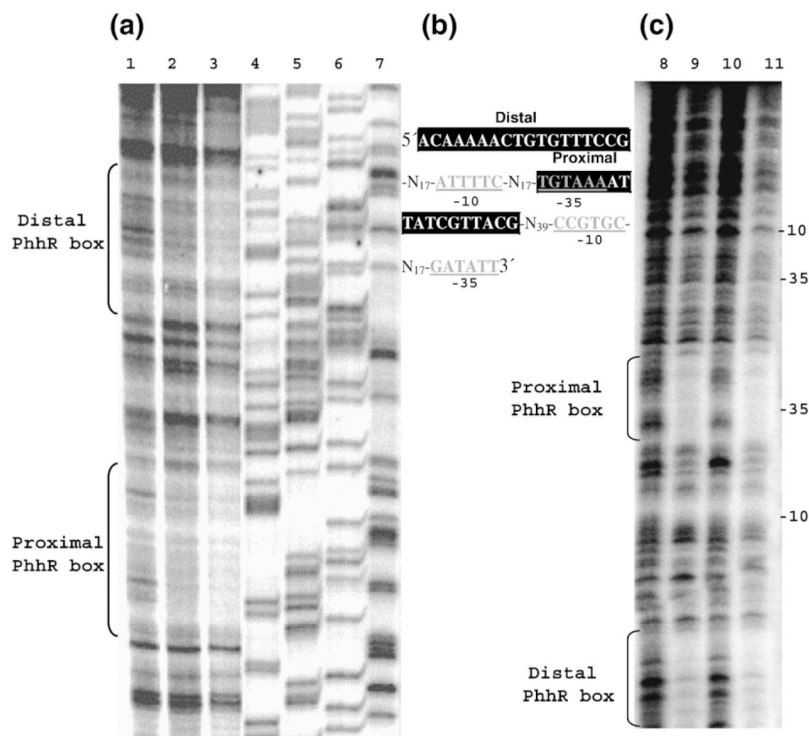 (a)
1 2 3 4 5 6 7
Distal
PhhR box
Proximal
PhhR box
(b)
Distal
5´ACAAAAACTGTGTTTCCG
Proximal
-N17-ATTTTC-N17-TGTAAAAT
-10 -35
TATCGTTACG-N39-CCGTGC-
-10
N17-GATATT3´
-35
(c)
8 9 10 11
-10
-35
Proximal
PhhR box
-35
-10
Distal
PhhR box